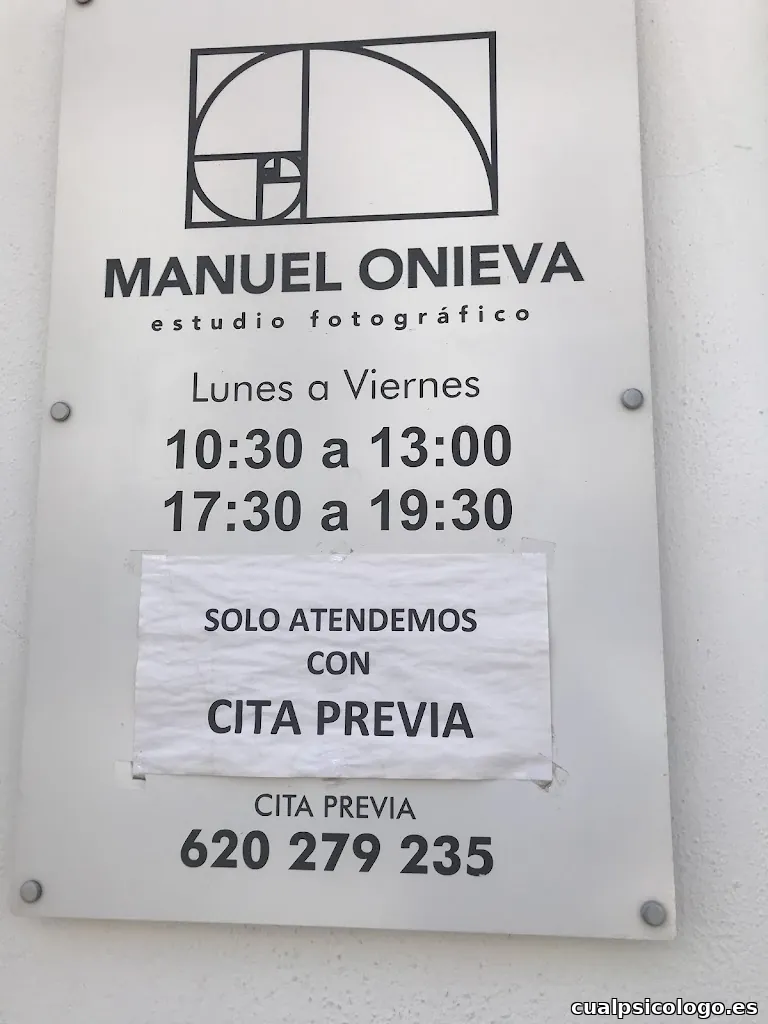 MANUEL ONIEVA
estudio fotográfico
Lunes a Viernes
10:30 a 13:00
17:30 a 19:30
SOLO ATENDEMOS
CON
CITA PREVIA
CITA PREVIA
620 279 235
cualpsicologo.es